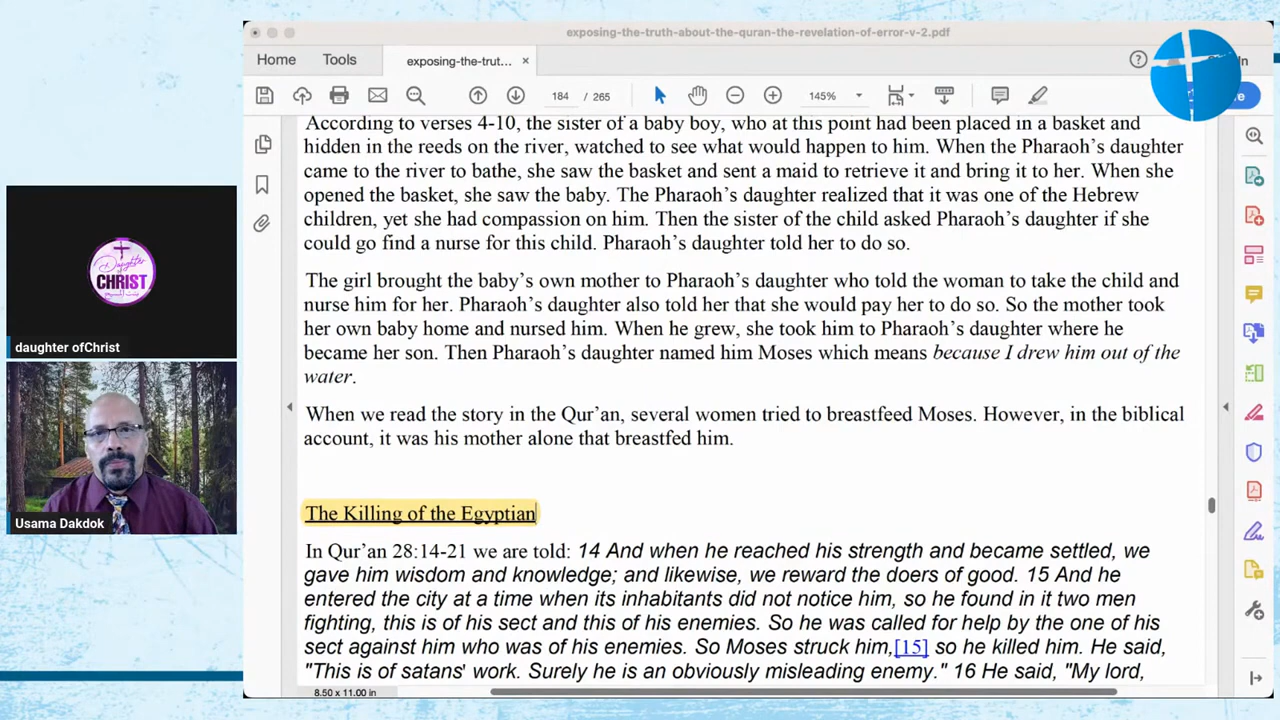 exposing-the-truth-about-the-quran-the-revelation-of-error-v-2.pdf
Home
Tools
exposing-the-trut...
184 / 265
145%
According to verses 4-10, the sister of a baby boy, who at this point had been placed in a basket and
hidden in the reeds on the river, watched to see what would happen to him. When the Pharaoh's daughter
came to the river to bathe, she saw the basket and sent a maid to retrieve it and bring it to her. When she
opened the basket, she saw the baby. The Pharaoh's daughter realized that it was one of the Hebrew
children, yet she had compassion on him. Then the sister of the child asked Pharaoh's daughter if she
could go find a nurse for this child. Pharaoh's daughter told her to do so.
The girl brought the baby's own mother to Pharaoh's daughter who told the woman to take the child and
nurse him for her. Pharaoh's daughter also told her that she would pay her to do so. So the mother took
her own baby home and nursed him. When he grew, she took him to Pharaoh's daughter where he
became her son. Then Pharaoh's daughter named him Moses which means because I drew him out of the
water.
When we read the story in the Qur'an, several women tried to breastfeed Moses. However, in the biblical
account, it was his mother alone that breastfed him.
The Killing of the Egyptian
In Qur'an 28:14-21 we are told: 14 And when he reached his strength and became settled, we
gave him wisdom and knowledge; and likewise, we reward the doers of good. 15 And he
entered the city at a time when its inhabitants did not notice him, so he found in it two men
fighting, this is of his sect and this of his enemies. So he was called for help by the one of his
sect against him who was of his enemies. So Moses struck him,[15] so he killed him. He said,
"This is of satans' work. Surely he is an obviously misleading enemy." 16 He said, "My lord,
8.50 x 11.00 in
Daughter
of
CHRIST
daughter ofChrist
Usama Dakdok